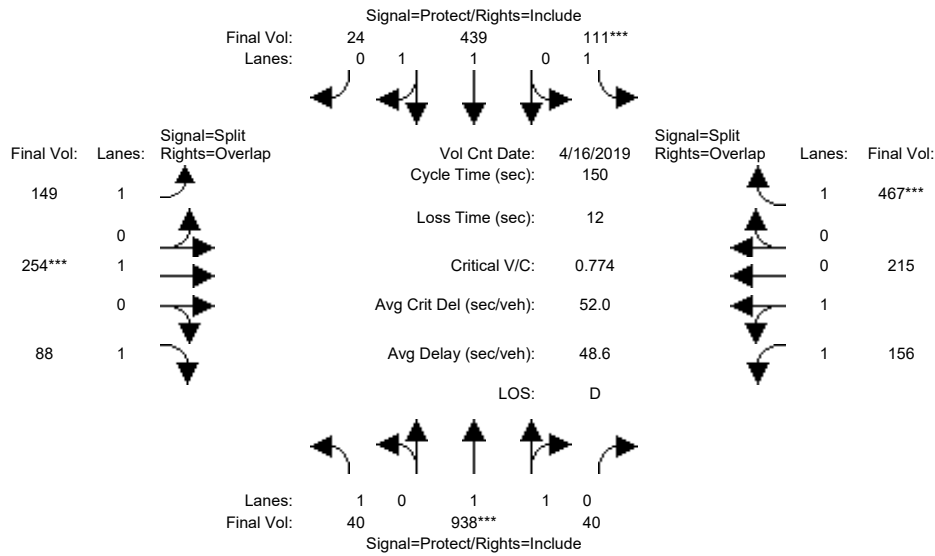 Signal=Protect/Rights=Include
Final Vol: 24 439 111***
Lanes: 0 1 1 0 1
Signal=Split Signal=Split
Final Vol: Lanes: Rights=Overlap Vol Cnt Date: 4/16/2019 Rights=Overlap Lanes: Final Vol:
Cycle Time (sec): 150
149 1 1 467***
Loss Time (sec): 12
0 0
254*** 1 Critical V/C: 0.774 0 215
0 Avg Crit Del (sec/veh): 52.0 1
88 1 Avg Delay (sec/veh): 48.6 1 156
LOS: D
Lanes: 1 0 1 1 0
Final Vol: 40 938*** 40
Signal=Protect/Rights=Include